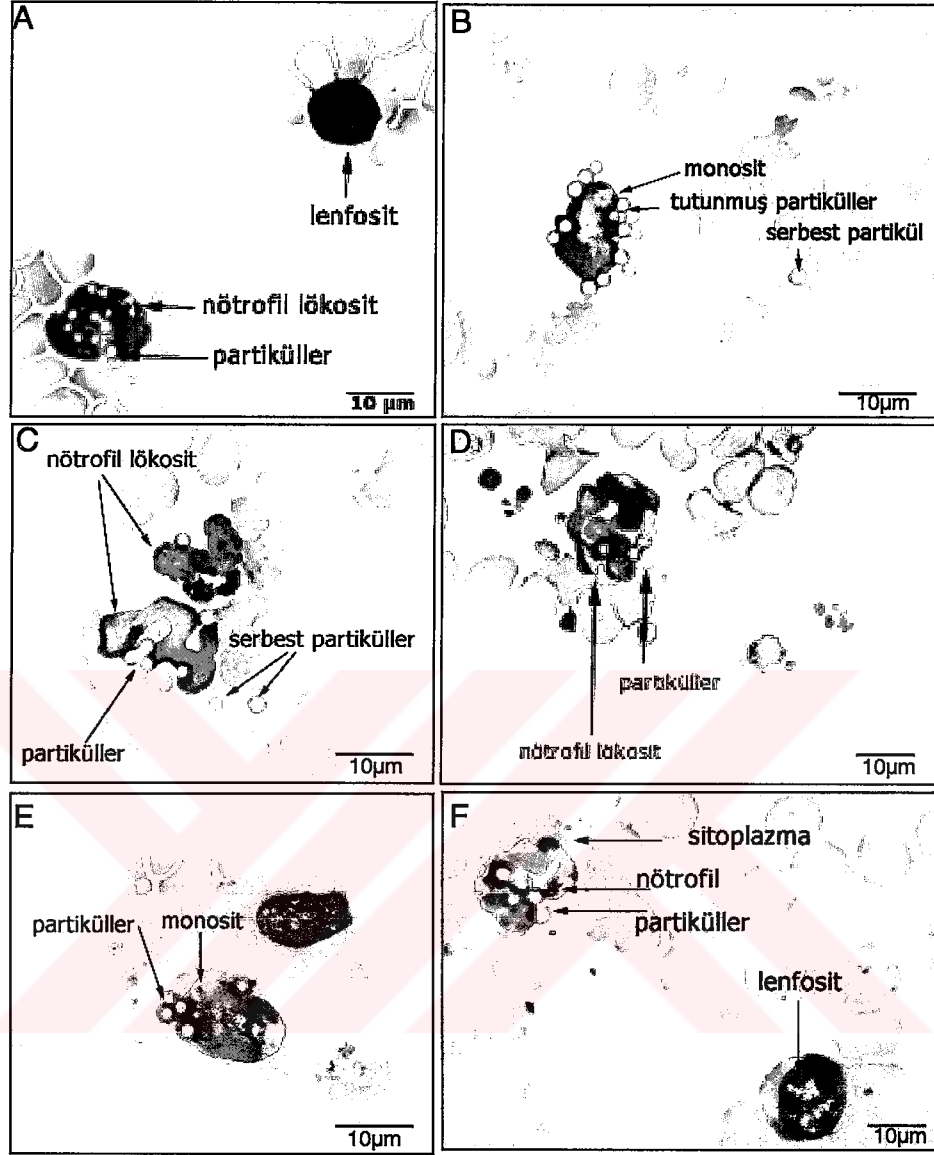 A
lenfosit
nötrofil lökosit
partiküller
10 µm
B
monosit
tutunmuş partiküller
serbest partikül
10µm
C
nötrofil lökosit
serbest partiküller
partiküller
10µm
D
partiküller
nötrofil lökosit
10µm
E
partiküller monosit
10µm
F
sitoplazma
nötrofil
partiküller
lenfosit
10µm